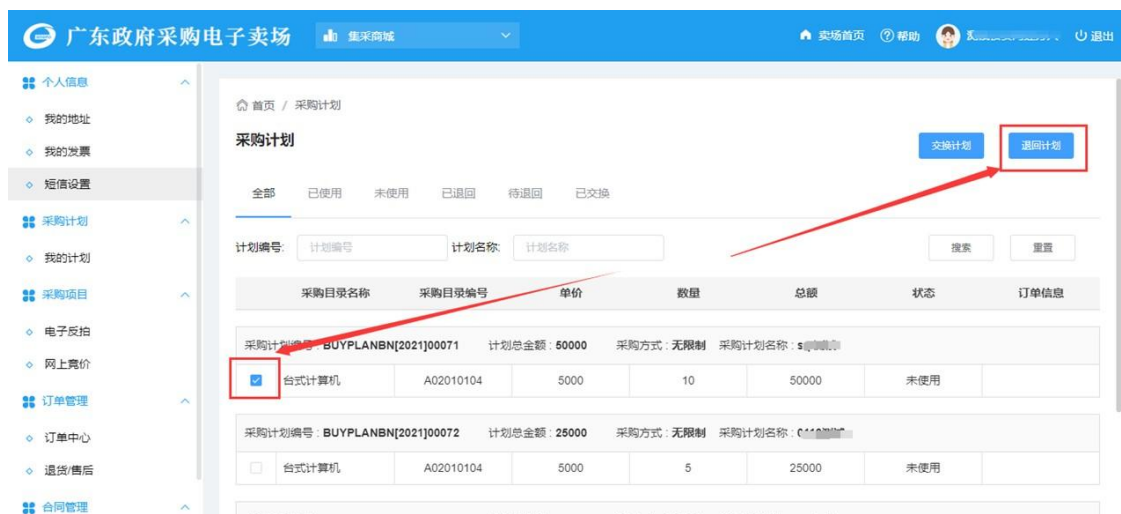 广东政府采购电子卖场
集采商城
卖场首页
帮助
退出
个人信息
我的地址
我的发票
短信设置
采购计划
我的计划
采购项目
电子反拍
网上竞价
订单管理
订单中心
退货/售后
合同管理
首页 / 采购计划
采购计划
交换计划
退回计划
全部 已使用 未使用 已退回 待退回 已交换
计划编号: 计划编号 计划名称: 计划名称 搜索 重置
采购目录名称 采购目录编号 单价 数量 总额 状态 订单信息
采购计划编号 : BUYPLANBN[2021]00071 计划总金额 : 50000 采购方式 : 无限制 采购计划名称 :
台式计算机 A02010104 5000 10 50000 未使用
采购计划编号 : BUYPLANBN[2021]00072 计划总金额 : 25000 采购方式 : 无限制 采购计划名称 :
台式计算机 A02010104 5000 5 25000 未使用